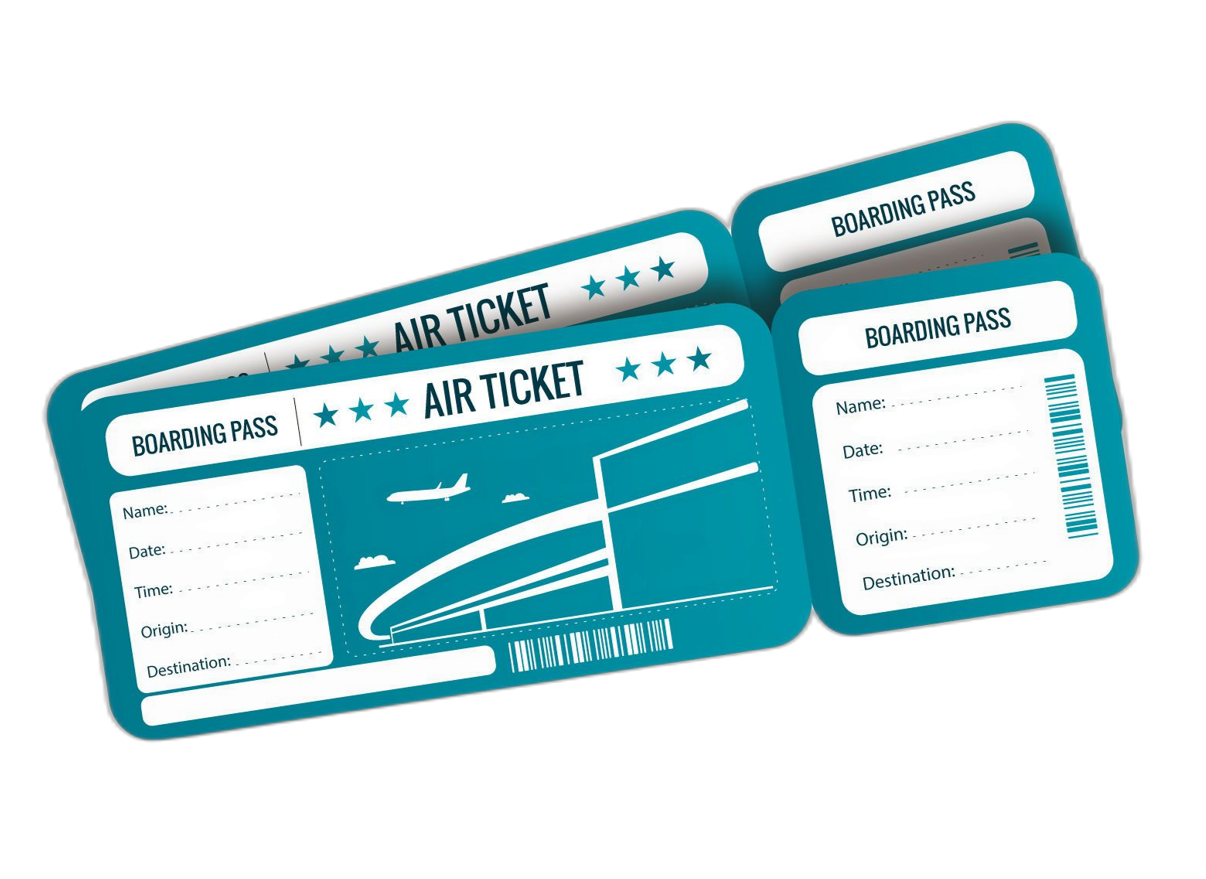 BOARDING PASS
AIR TICKET
BOARDING PASS
AIR TICKET
Name:
Date:
Time:
Origin:
Destination:
BOARDING PASS
Name:
Date:
Time:
Origin:
Destination: